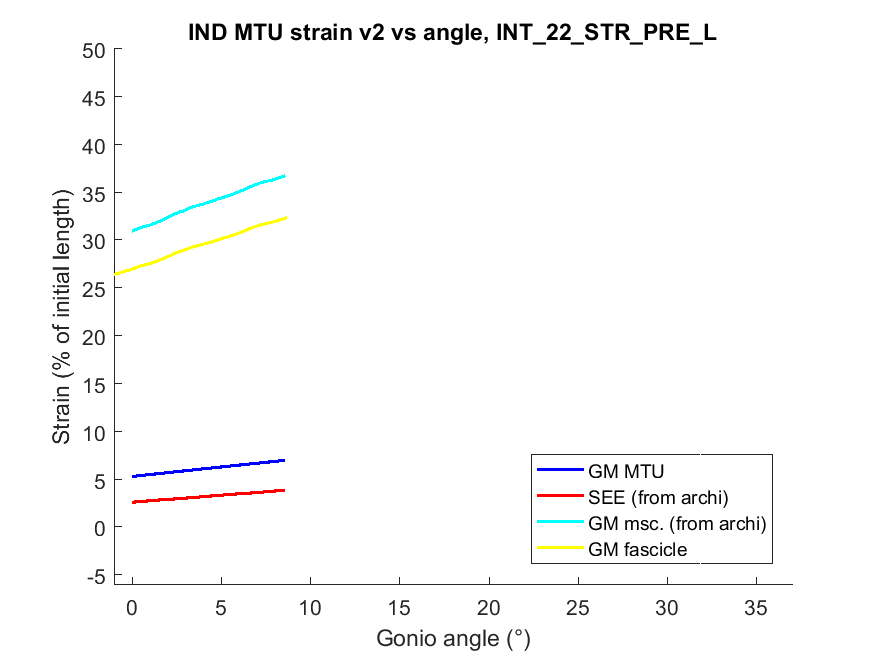 IND MTU strain v2 vs angle, INT_22_STR_PRE_L
50
45
40
35
30
25
20
15
10
5
0
-5
Strain (% of initial length)
0 5 10 15 20 25 30 35
Gonio angle (°)
GM MTU
SEE (from archi)
GM msc. (from archi)
GM fascicle